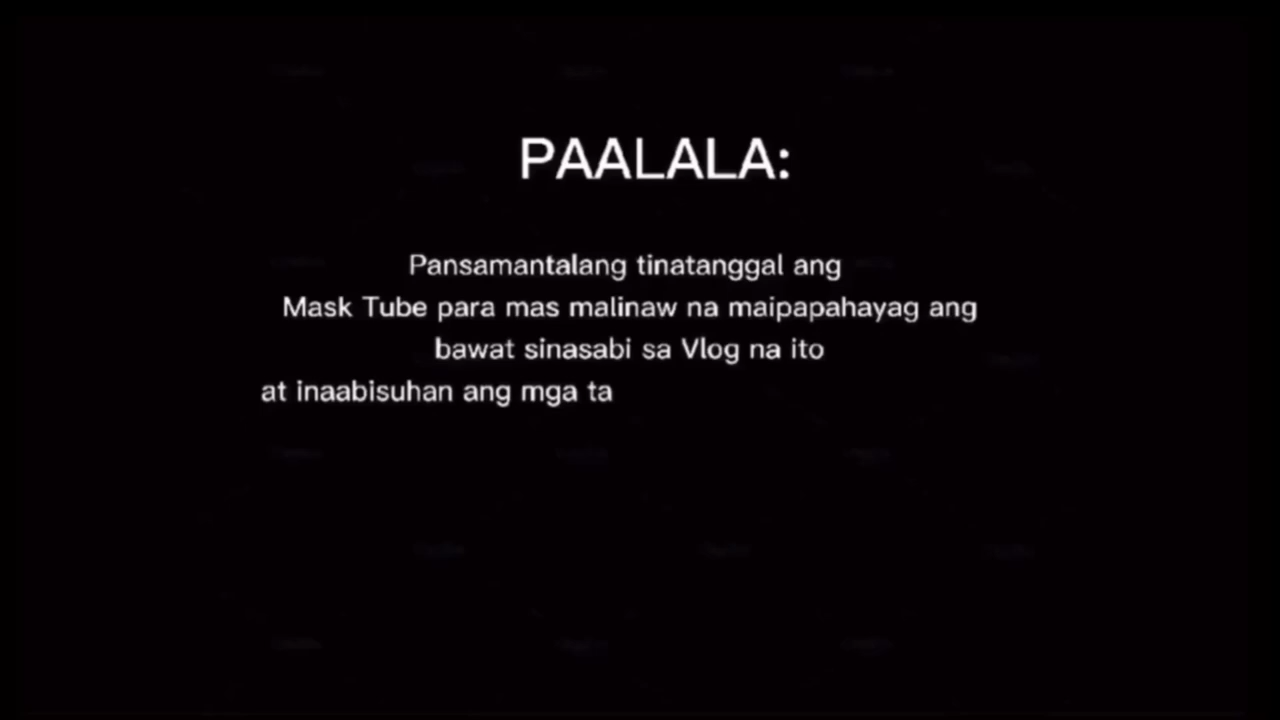 PAALALA:
Pansamantalang tinatanggal ang
Mask Tube para mas malinaw na maipapahayag ang
bawat sinasabi sa Vlog na ito
at inaabisuhan ang mga ta